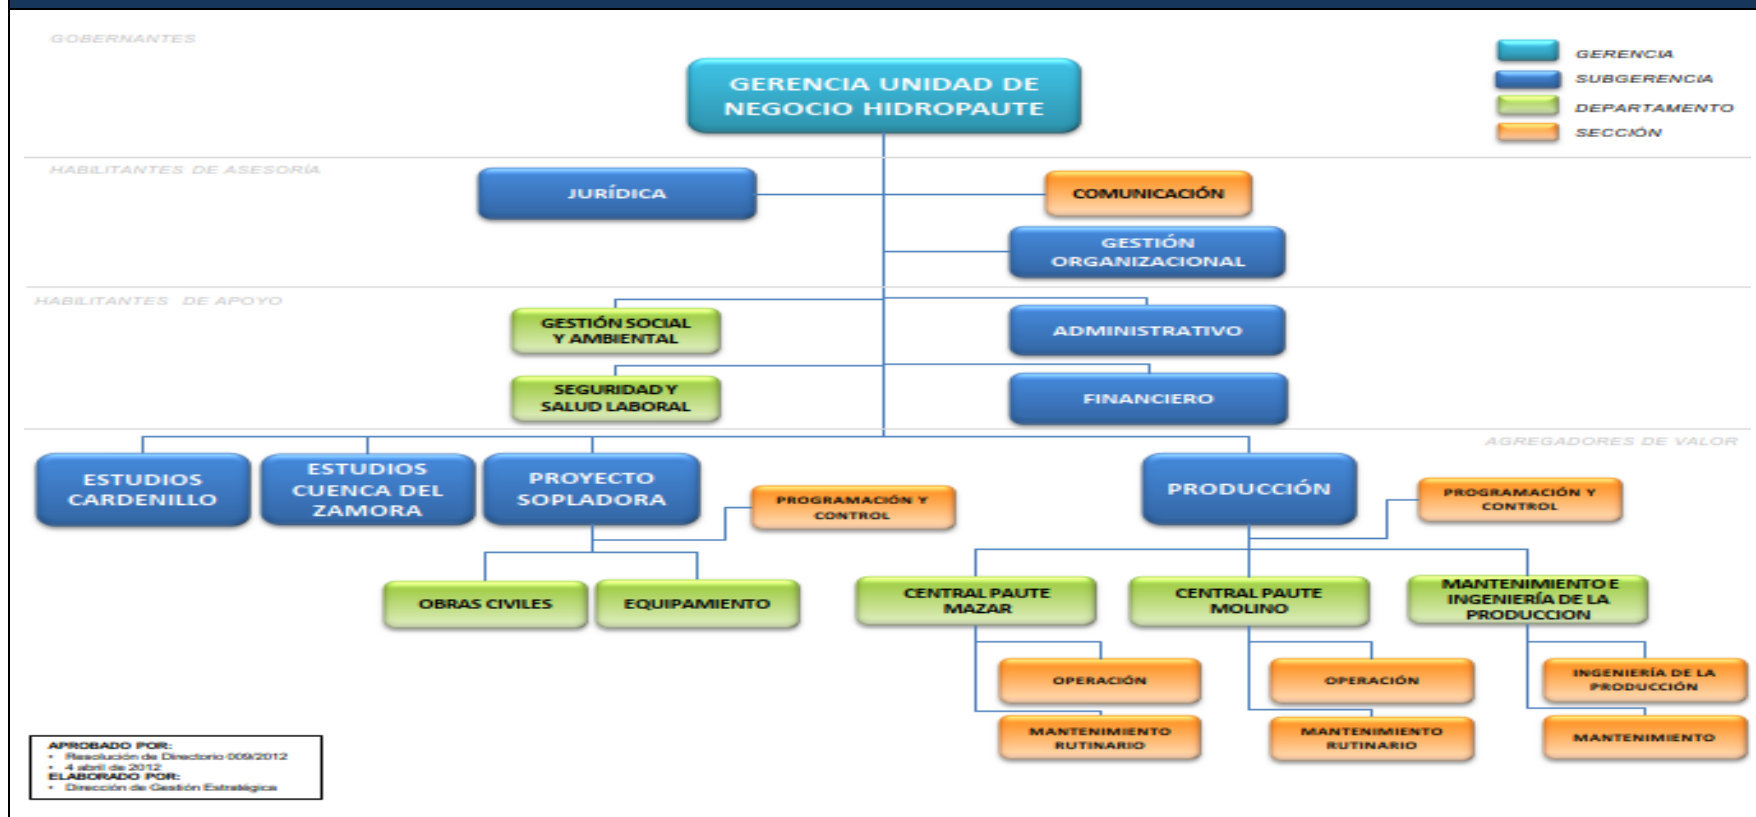 GOBERNANTES
GERENCIA UNIDAD DE
NEGOCIO HIDROPAUTE
GERENCIA
SUBGERENCIA
DEPARTAMENTO
SECCIÓN
HABILITANTES DE ASESORÍA
JURÍDICA
COMUNICACIÓN
GESTIÓN
ORGANIZACIONAL
HABILITANTES DE APOYO
GESTIÓN SOCIAL
Y AMBIENTAL
ADMINISTRATIVO
SEGURIDAD Y
SALUD LABORAL
FINANCIERO
AGREGADORES DE VALOR
ESTUDIOS
CARDENILLO
ESTUDIOS
CUENCA DEL
ZAMORA
PROYECTO
SOPLADORA
PROGRAMACIÓN Y
CONTROL
PRODUCCIÓN
PROGRAMACIÓN Y
CONTROL
OBRAS CIVILES
EQUIPAMIENTO
CENTRAL PAUTE
MAZAR
CENTRAL PAUTE
MOLINO
MANTENIMIENTO E
INGENIERÍA DE LA
PRODUCCION
OPERACIÓN
OPERACIÓN
INGENIERÍA DE LA
PRODUCCIÓN
MANTENIMIENTO
RUTINARIO
MANTENIMIENTO
RUTINARIO
MANTENIMIENTO
APROBADO POR:
• Resolución de Directorio 009/2012
• 4 abril de 2012
ELABORADO POR:
• Dirección de Gestión Estratégica